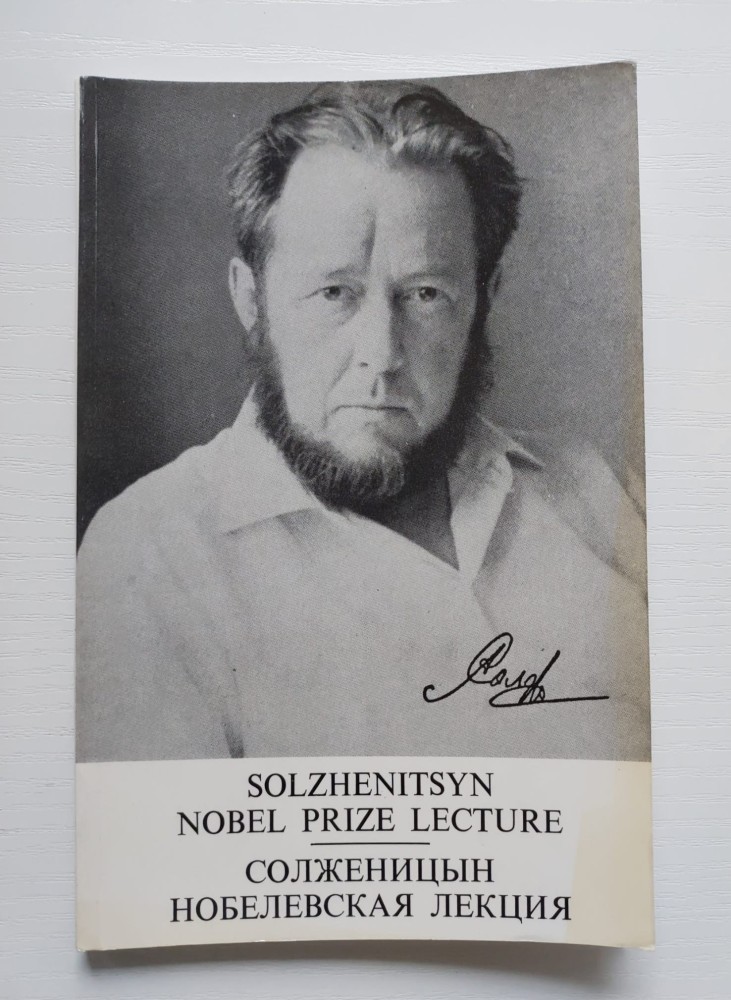 SOLZHENITSYN
NOBEL PRIZE LECTURE
СОЛЖЕНИЦЫН
НОБЕЛЕВСКАЯ ЛЕКЦИЯ